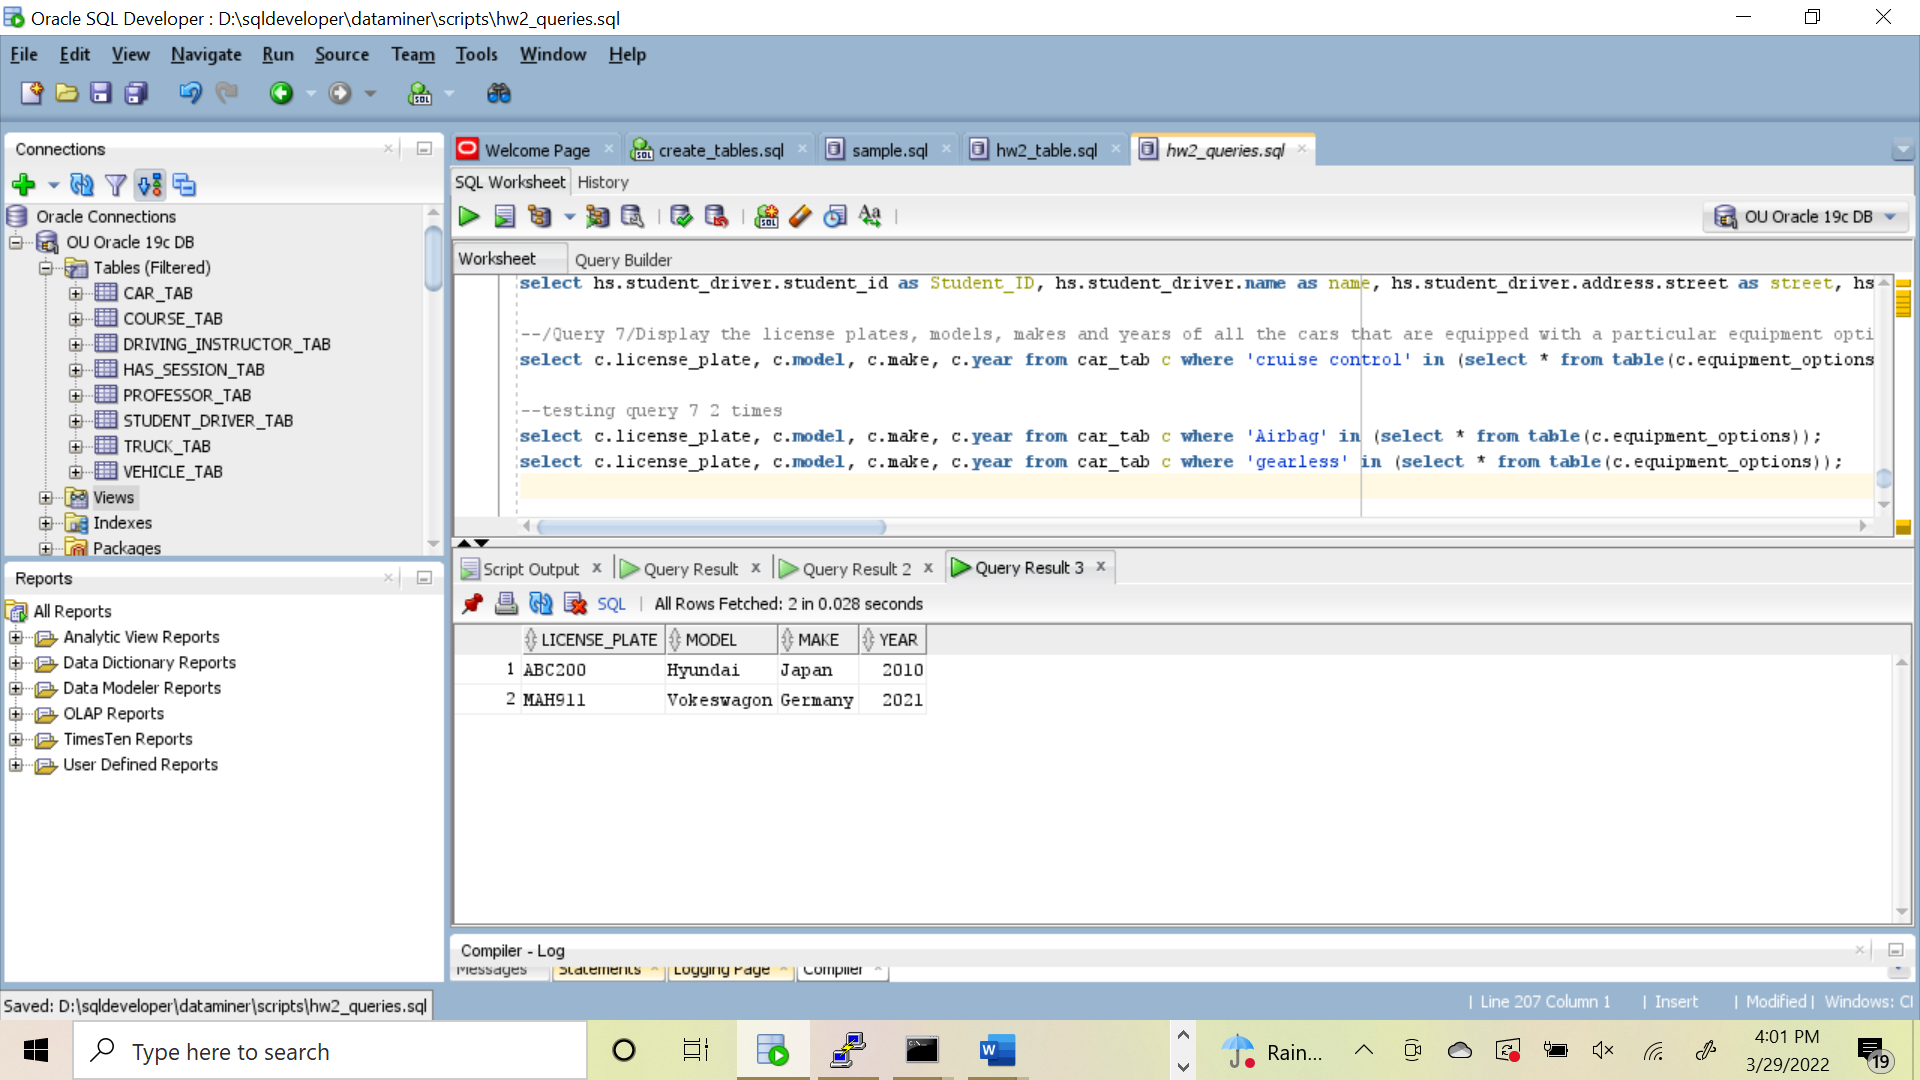 Oracle SQL Developer : D:\sqldeveloper\dataminer\scripts\hw2_queries.sql
File Edit View Navigate Run Source Team Tools Window Help
Connections
Oracle Connections
OU Oracle 19c DB
Tables (Filtered)
CAR_TAB
COURSE_TAB
DRIVING_INSTRUCTOR_TAB
HAS_SESSION_TAB
PROFESSOR_TAB
STUDENT_DRIVER_TAB
TRUCK_TAB
VEHICLE_TAB
Views
Indexes
Packages
Reports
All Reports
Analytic View Reports
Data Dictionary Reports
Data Modeler Reports
OLAP Reports
TimesTen Reports
User Defined Reports
Welcome Page create_tables.sql sample.sql hw2_table.sql hw2_queries.sql
SQL Worksheet History
OU Oracle 19c DB
Worksheet Query Builder
select hs.student_driver.student_id as Student_ID, hs.student_driver.name as name, hs.student_driver.address.street as street, hs
--/Query 7/Display the license plates, models, makes and years of all the cars that are equipped with a particular equipment opti
select c.license_plate, c.model, c.make, c.year from car_tab c where 'cruise control' in (select * from table(c.equipment_options
--testing query 7 2 times
select c.license_plate, c.model, c.make, c.year from car_tab c where 'Airbag' in (select * from table(c.equipment_options));
select c.license_plate, c.model, c.make, c.year from car_tab c where 'gearless' in (select * from table(c.equipment_options));
Script Output Query Result Query Result 2 Query Result 3
SQL All Rows Fetched: 2 in 0.028 seconds
LICENSE_PLATE MODEL MAKE YEAR
1 ABC200 Hyundai Japan 2010
2 MAH911 Vokeswagon Germany 2021
Compiler - Log
Messages Statements Logging Page Compiler
Saved: D:\sqldeveloper\dataminer\scripts\hw2_queries.sql
Line 207 Column 1 | Insert | Modified | Windows: Cl
Type here to search
Rain...
4:01 PM
3/29/2022
19